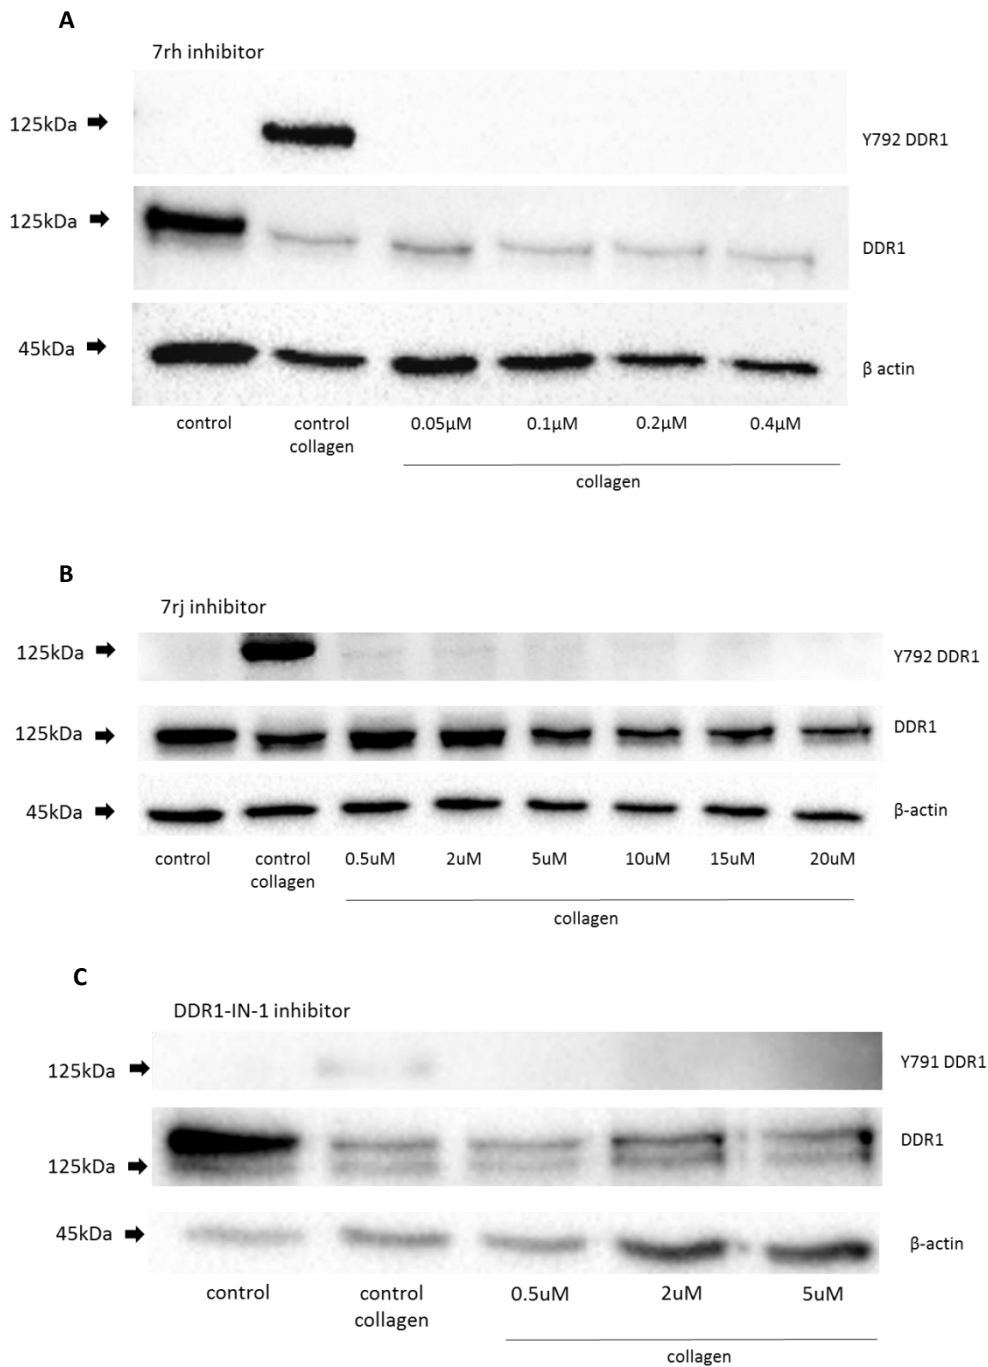 A
7rh inhibitor
125kDa
Y792 DDR1
125kDa
DDR1
45kDa
β actin
control
control
collagen
0.05µM
0.1µM
0.2µM
0.4µM
collagen
B
7rj inhibitor
125kDa
Y792 DDR1
125kDa
DDR1
45kDa
β-actin
control
control
collagen
0.5uM
2uM
5uM
10uM
15uM
20uM
collagen
C
DDR1-IN-1 inhibitor
125kDa
Y791 DDR1
DDR1
125kDa
45kDa
β-actin
control
control
collagen
0.5uM
2uM
5uM
collagen